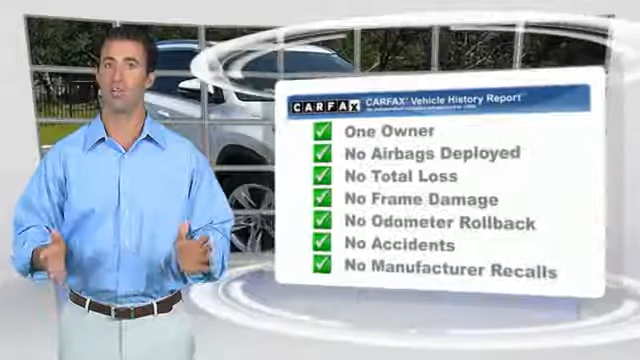 CARFAX CARFAX Vehicle History Report™
One Owner
No Airbags Deployed
No Total Loss
No Frame Damage
No Odometer Rollback
No Accidents
No Manufacturer Recalls